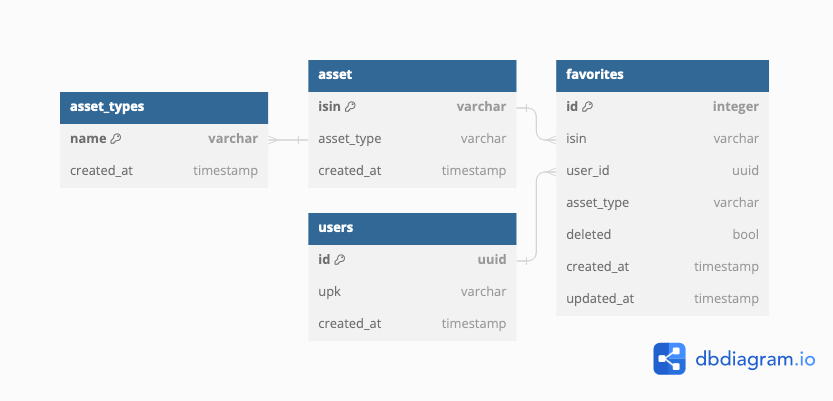 asset_types
name varchar
created_at timestamp
asset
isin varchar
asset_type varchar
created_at timestamp
users
id uuid
upk varchar
created_at timestamp
favorites
id integer
isin varchar
user_id uuid
asset_type varchar
deleted bool
created_at timestamp
updated_at timestamp
dbdiagram.io